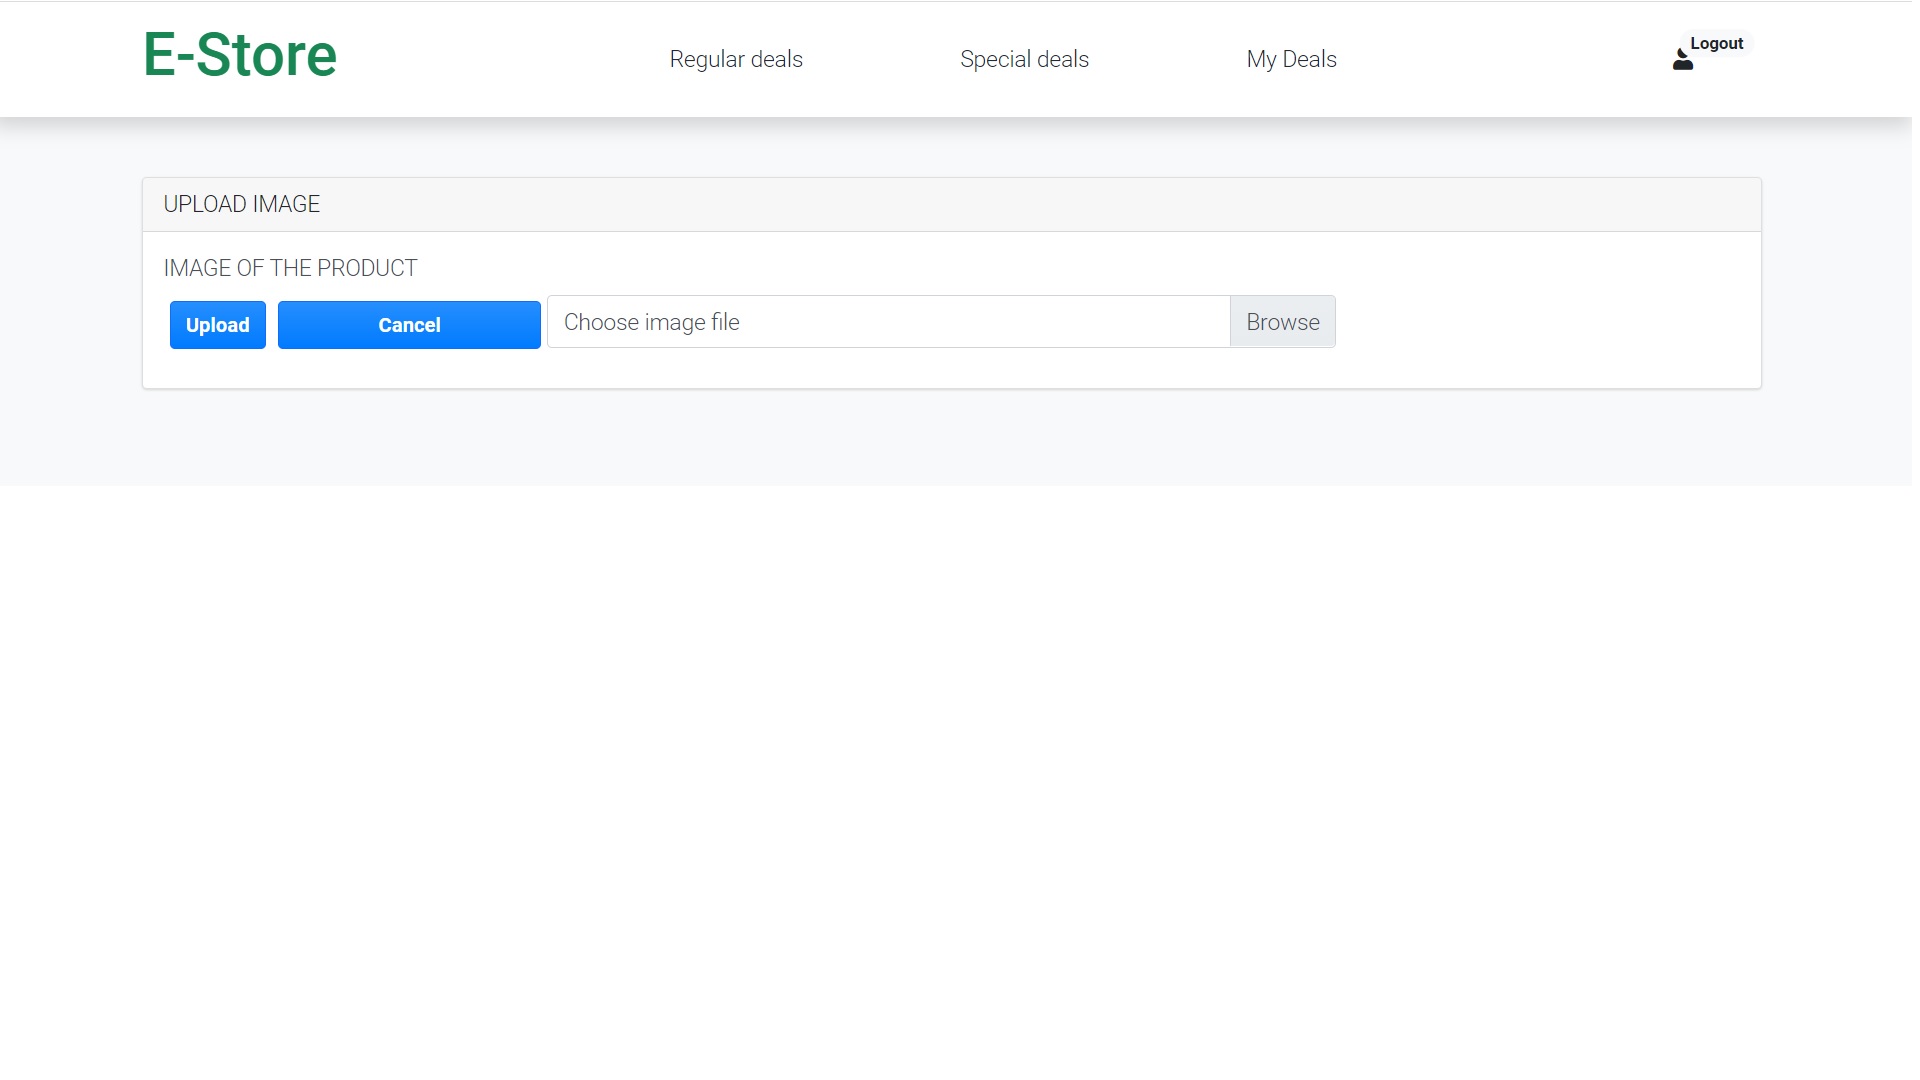 E-Store
Regular deals
Special deals
My Deals
Logout
UPLOAD IMAGE
IMAGE OF THE PRODUCT
Upload
Cancel
Choose image file
Browse